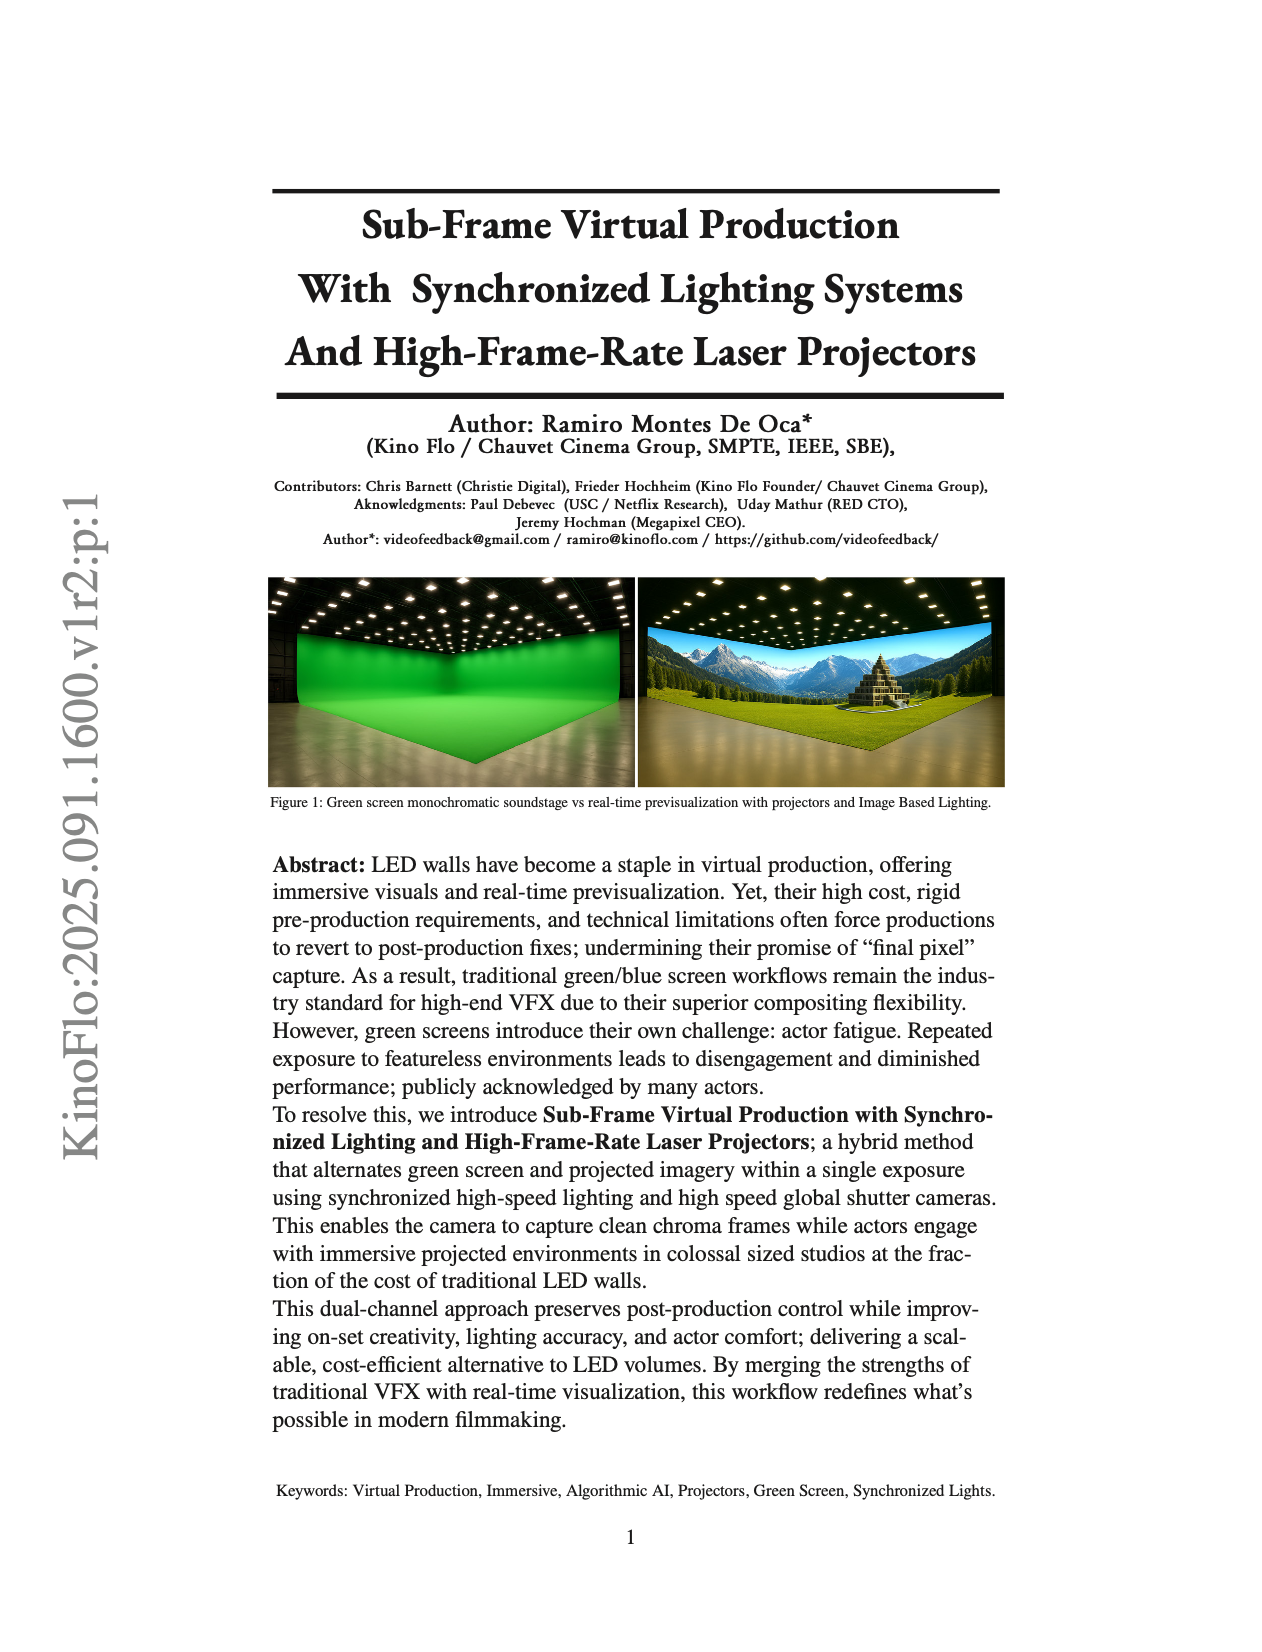 KinoFlo:2025.091.1600.v1r2:p:1
Sub-Frame Virtual Production
With Synchronized Lighting Systems
And High-Frame-Rate Laser Projectors
Author: Ramiro Montes De Oca*
(Kino Flo / Chauvet Cinema Group, SMPTE, IEEE, SBE),
Contributors: Chris Barnett (Christie Digital), Frieder Hochheim (Kino Flo Founder/ Chauvet Cinema Group),
Aknowledgments: Paul Debevec (USC / Netflix Research), Uday Mathur (RED CTO),
Jeremy Hochman (Megapixel CEO).
Author*: videofeedback@gmail.com / ramiro@kinoflo.com / https://github.com/videofeedback/
Figure 1: Green screen monochromatic soundstage vs real-time previsualization with projectors and Image Based Lighting.
Abstract: LED walls have become a staple in virtual production, offering
immersive visuals and real-time previsualization. Yet, their high cost, rigid
pre-production requirements, and technical limitations often force productions
to revert to post-production fixes; undermining their promise of “final pixel”
capture. As a result, traditional green/blue screen workflows remain the indus-
try standard for high-end VFX due to their superior compositing flexibility.
However, green screens introduce their own challenge: actor fatigue. Repeated
exposure to featureless environments leads to disengagement and diminished
performance; publicly acknowledged by many actors.
To resolve this, we introduce Sub-Frame Virtual Production with Synchro-
nized Lighting and High-Frame-Rate Laser Projectors; a hybrid method
that alternates green screen and projected imagery within a single exposure
using synchronized high-speed lighting and high speed global shutter cameras.
This enables the camera to capture clean chroma frames while actors engage
with immersive projected environments in colossal sized studios at the frac-
tion of the cost of traditional LED walls.
This dual-channel approach preserves post-production control while improv-
ing on-set creativity, lighting accuracy, and actor comfort; delivering a scal-
able, cost-efficient alternative to LED volumes. By merging the strengths of
traditional VFX with real-time visualization, this workflow redefines what’s
possible in modern filmmaking.
Keywords: Virtual Production, Immersive, Algorithmic AI, Projectors, Green Screen, Synchronized Lights.
1